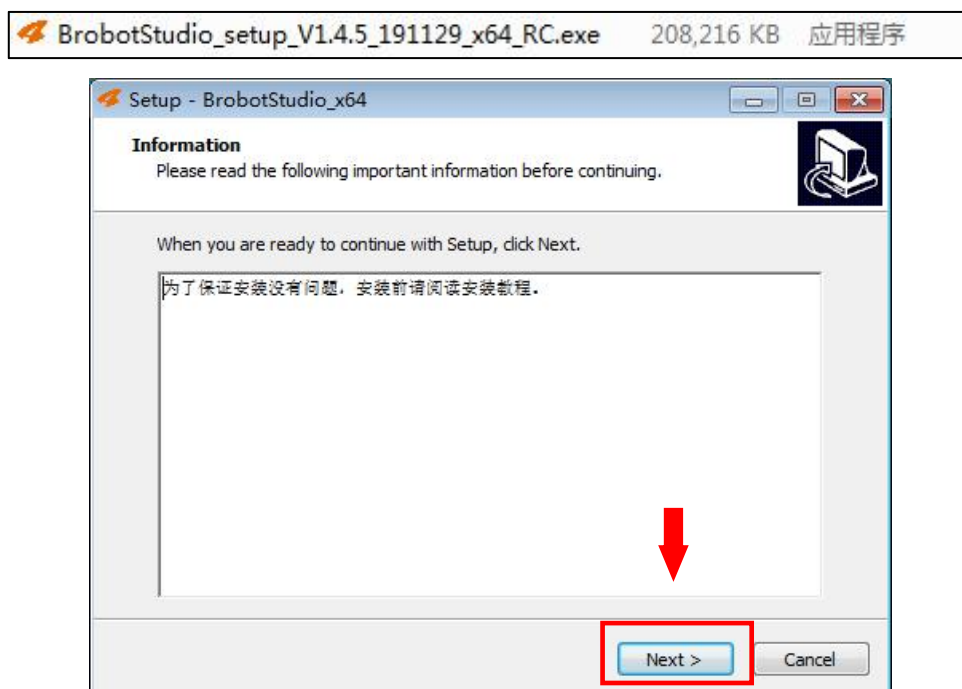 BrobotStudio_setup_V1.4.5_191129_x64_RC.exe 208,216 KB 应用程序
Setup - BrobotStudio_x64
Information
Please read the following important information before continuing.
When you are ready to continue with Setup, click Next.
为了保证安装没有问题，安装前请阅读安装教程。
Next >
Cancel